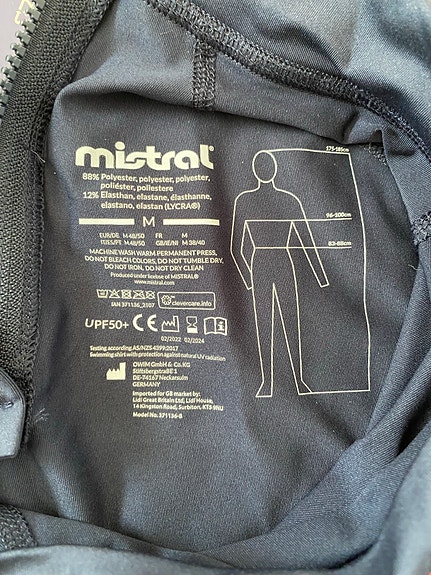 mistral®
88% Polyester, polyester, polyester,
poliéster, poliestere
12% Elasthan, elastane, élasthanne,
elastano, elastan (LYCRA®)
M
EUR/DE M 48/50 FR M
IT/ES/PT M 48/50 GB/IE/NI M 38/40
MACHINE WASH WARM PERMANENT PRESS,
DO NOT BLEACH COLORS, DO NOT TUMBLE DRY,
DO NOT IRON, DO NOT DRY CLEAN
Produced under license of MISTRAL®
www.mistral.com
clevercare.info
IAN 371136_2107
UPF50+ CE
02/2022 02/2024
Testing according AS/NZS 4399:2017
Swimming shirt with protection against natural UV radiation
OWIM GmbH & Co.KG
Stiftsbergstraße 1
DE-74167 Neckarsulm
GERMANY
Imported for GB market by:
Lidl Great Britain Ltd, Lidl House,
14 Kingston Road, Surbiton, KT5 9NU
Model No. 371136-B
175-185cm
96-100cm
83-88cm